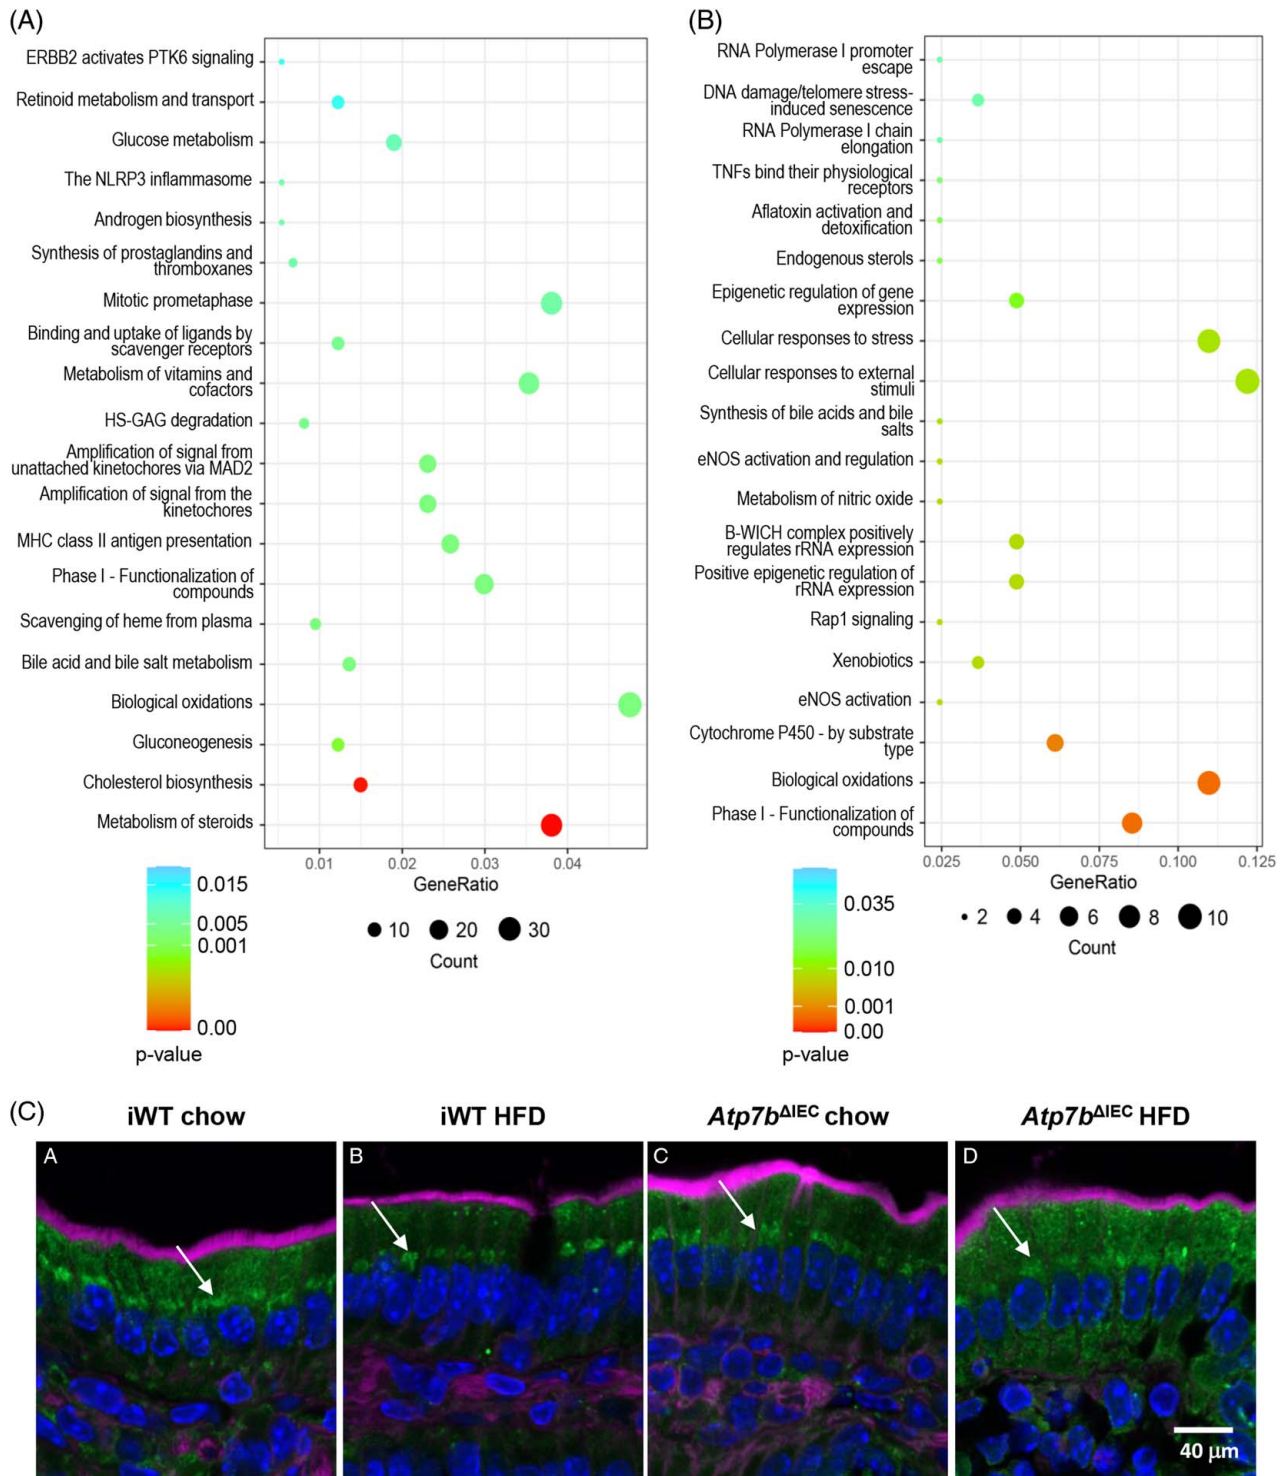 (A)
ERBB2 activates PTK6 signaling
Retinoid metabolism and transport
Glucose metabolism
The NLRP3 inflammasome
Androgen biosynthesis
Synthesis of prostaglandins and
thromboxanes
Mitotic prometaphase
Binding and uptake of ligands by
scavenger receptors
Metabolism of vitamins and
cofactors
HS-GAG degradation
Amplification of signal from
unattached kinetochores via MAD2
Amplification of signal from the
kinetochores
MHC class II antigen presentation
Phase I - Functionalization of
compounds
Scavenging of heme from plasma
Bile acid and bile salt metabolism
Biological oxidations
Gluconeogenesis
Cholesterol biosynthesis
Metabolism of steroids
0.01 0.02 0.03 0.04
GeneRatio
10 20 30
Count
0.015
0.005
0.001
0.00
p-value
(B)
RNA Polymerase I promoter
escape
DNA damage/telomere stress-
induced senescence
RNA Polymerase I chain
elongation
TNFs bind their physiological
receptors
Aflatoxin activation and
detoxification
Endogenous sterols
Epigenetic regulation of gene
expression
Cellular responses to stress
Cellular responses to external
stimuli
Synthesis of bile acids and bile
salts
eNOS activation and regulation
Metabolism of nitric oxide
B-WICH complex positively
regulates rRNA expression
Positive epigenetic regulation of
rRNA expression
Rap1 signaling
Xenobiotics
eNOS activation
Cytochrome P450 - by substrate
type
Biological oxidations
Phase I - Functionalization of
compounds
0.025 0.050 0.075 0.100 0.125
GeneRatio
2 4 6 8 10
Count
0.035
0.010
0.001
0.00
p-value
(C)
iWT chow iWT HFD Atp7bΔIEC chow Atp7bΔIEC HFD
A B C D
40 μm